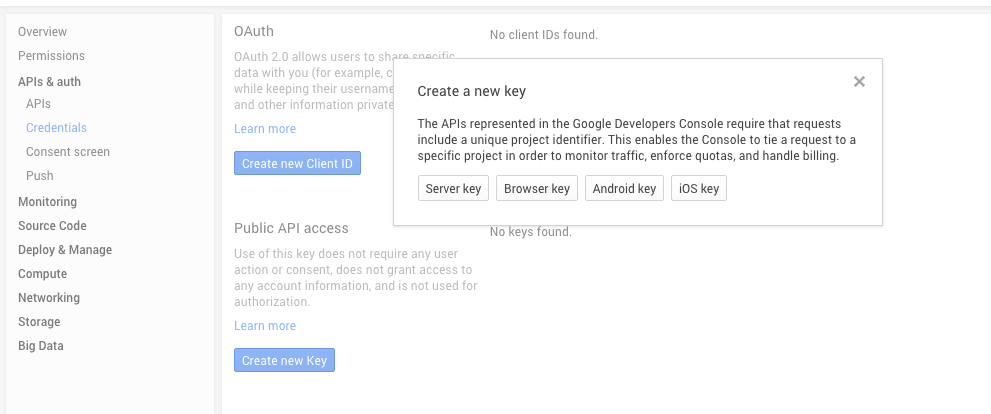 Overview
Permissions
APIs & auth
APIs
Credentials
Consent screen
Push
Monitoring
Source Code
Deploy & Manage
Compute
Networking
Storage
Big Data
OAuth
OAuth 2.0 allows users to share specific
data with you (for example, c
while keeping their username
and other information private
Learn more
Create new Client ID
No client IDs found.
Create a new key
×
The APIs represented in the Google Developers Console require that requests
include a unique project identifier. This enables the Console to tie a request to a
specific project in order to monitor traffic, enforce quotas, and handle billing.
Server key
Browser key
Android key
iOS key
Public API access
Use of this key does not require any user
action or consent, does not grant access to
any account information, and is not used for
authorization.
Learn more
Create new Key
No keys found.